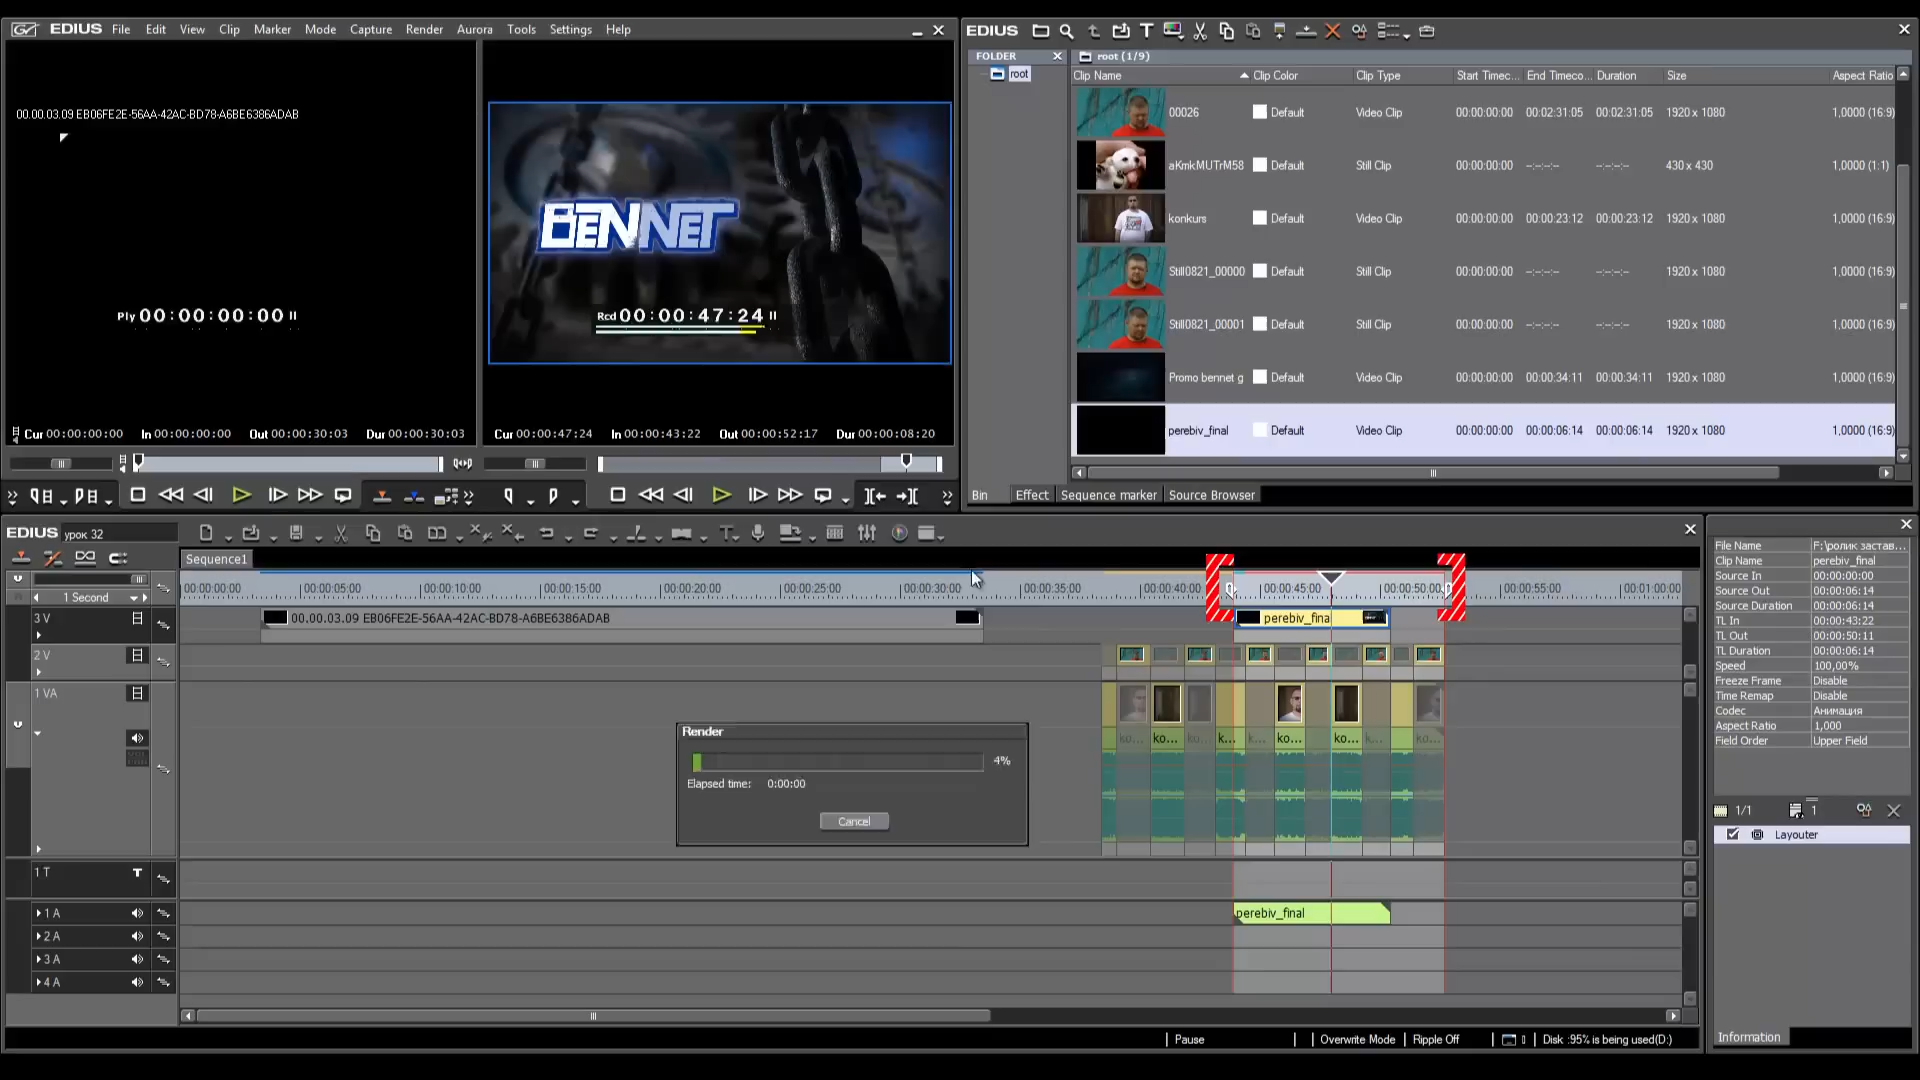 EDIUS File Edit View Clip Marker Mode Capture Render Aurora Tools Settings Help
00.00.03.09 EB06FE2E-56AA-42AC-BD78-A6BE6386ADAB
Ply 00:00:00:00
Cur 00:00:00:00 In 00:00:00:00 Out 00:00:30:03 Dur 00:00:30:03
BENNET
Rcd 00:00:47:24
Cur 00:00:47:24 In 00:00:43:22 Out 00:00:52:17 Dur 00:00:08:20
EDIUS
FOLDER
root
root (1/9)
Clip Name Clip Color Clip Type Start Timec... End Timeco... Duration Size Aspect Ratio
00026 Default Video Clip 00:00:00:00 00:02:31:05 00:02:31:05 1920 x 1080 1,0000 (16:9)
aKmkMUTrM58 Default Still Clip 00:00:00:00 --:--:--:-- --:--:--:-- 430 x 430 1,0000 (1:1)
konkurs Default Video Clip 00:00:00:00 00:00:23:12 00:00:23:12 1920 x 1080 1,0000 (16:9)
Still0821_00000 Default Still Clip 00:00:00:00 --:--:--:-- --:--:--:-- 1920 x 1080 1,0000 (16:9)
Still0821_00001 Default Still Clip 00:00:00:00 --:--:--:-- --:--:--:-- 1920 x 1080 1,0000 (16:9)
Promo bennet g Default Video Clip 00:00:00:00 00:00:34:11 00:00:34:11 1920 x 1080 1,0000 (16:9)
perebiv_final Default Video Clip 00:00:00:00 00:00:06:14 00:00:06:14 1920 x 1080 1,0000 (16:9)
Bin Effect Sequence marker Source Browser
EDIUS урок 32
Sequence1
1 Second
00:00:00:00 00:00:05:00 00:00:10:00 00:00:15:00 00:00:20:00 00:00:25:00 00:00:30:00 00:00:35:00 00:00:40:00 00:00:45:00 00:00:50:00 00:00:55:00 00:01:00:00
3 V
00.00.03.09 EB06FE2E-56AA-42AC-BD78-A6BE6386ADAB
perebiv_fina
2 V
1 VA
ko... ko... ko... k... k... ko... ko... k... ko...
Render
4%
Elapsed time: 0:00:00
Cancel
1 T T
1 A
perebiv_final
2 A
3 A
4 A
Pause Overwrite Mode Ripple Off Disk :95% is being used(D:)
File Name F:\ролик застав...
Clip Name perebiv_final
Source In 00:00:00:00
Source Out 00:00:06:14
Source Duration 00:00:06:14
TL In 00:00:43:22
TL Out 00:00:50:11
TL Duration 00:00:06:14
Speed 100,00%
Freeze Frame Disable
Time Remap Disable
Codec Анимация
Aspect Ratio 1,000
Field Order Upper Field
1/1 1
Layouter
Information